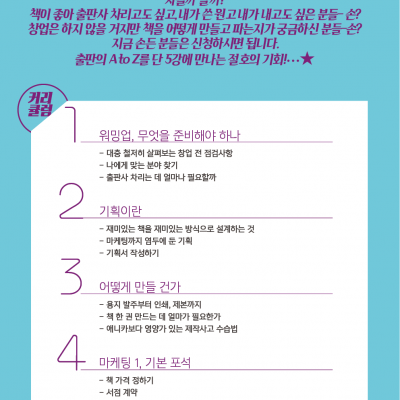 책이 좋아 출판사 차리고도 싶고, 내가 쓴 원고 내가 내고도 싶은 분들- 손?
창업은 하지 않을 거지만 책을 어떻게 만들고 파는지가 궁금하신 분들-손?
지금 손든 분들은 신청하시면 됩니다.
출판의 A to Z를 단 5강에 만나는 절호의 기회!…★
커리
큘럼
1
워밍업, 무엇을 준비해야 하나
- 대충 철저히 살펴보는 창업 전 점검사항
- 나에게 맞는 분야 찾기
- 출판사 차리는 데 얼마나 필요할까
2
기획이란
- 재미있는 책을 재미있는 방식으로 설계하는 것
- 마케팅까지 염두에 둔 기획
- 기획서 작성하기
3
어떻게 만들 건가
- 용지 발주부터 인쇄, 제본까지
- 책 한 권 만드는 데 얼마가 필요한가
- 애니카보다 영양가 있는 제작사고 수습법
4
마케팅 1, 기본 포석
- 책 가격 정하기
- 서점 계약